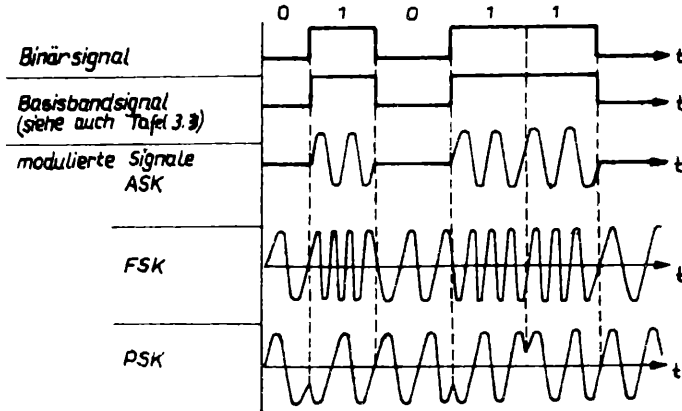 0 1 0 1 1
Binärsignal
t
Basisbandsignal
(siehe auch Tafel 3.3)
t
modulierte Signale
ASK
t
FSK
t
PSK
t